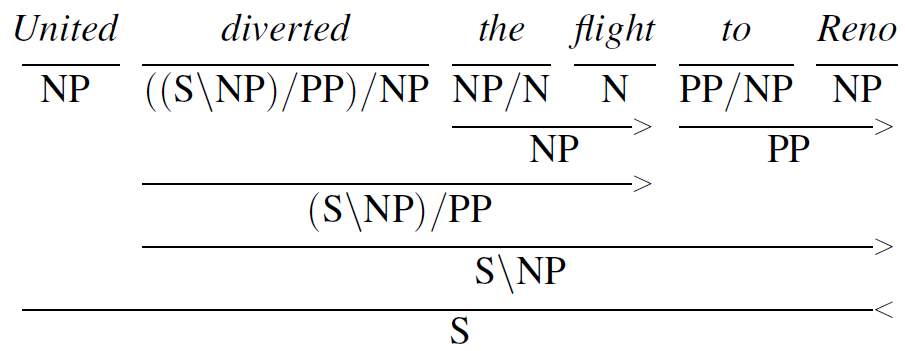 United diverted the flight to Reno
NP ((S\NP)/PP)/NP NP/N N PP/NP NP
> >
NP PP
>
(S\NP)/PP
>
S\NP
<
S